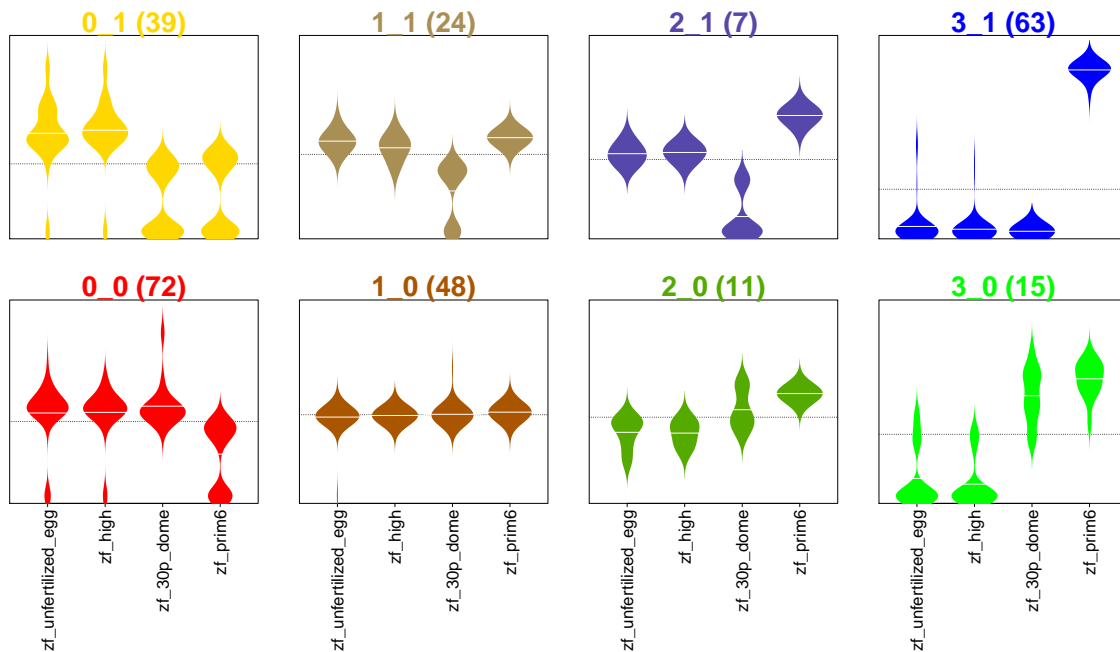 0_1 (39)
1_1 (24)
2_1 (7)
3_1 (63)
0_0 (72)
1_0 (48)
2_0 (11)
3_0 (15)
zf_unfertilized_egg
zf_high
zf_30p_dome
zf_prim6
zf_unfertilized_egg
zf_high
zf_30p_dome
zf_prim6
zf_unfertilized_egg
zf_high
zf_30p_dome
zf_prim6
zf_unfertilized_egg
zf_high
zf_30p_dome
zf_prim6